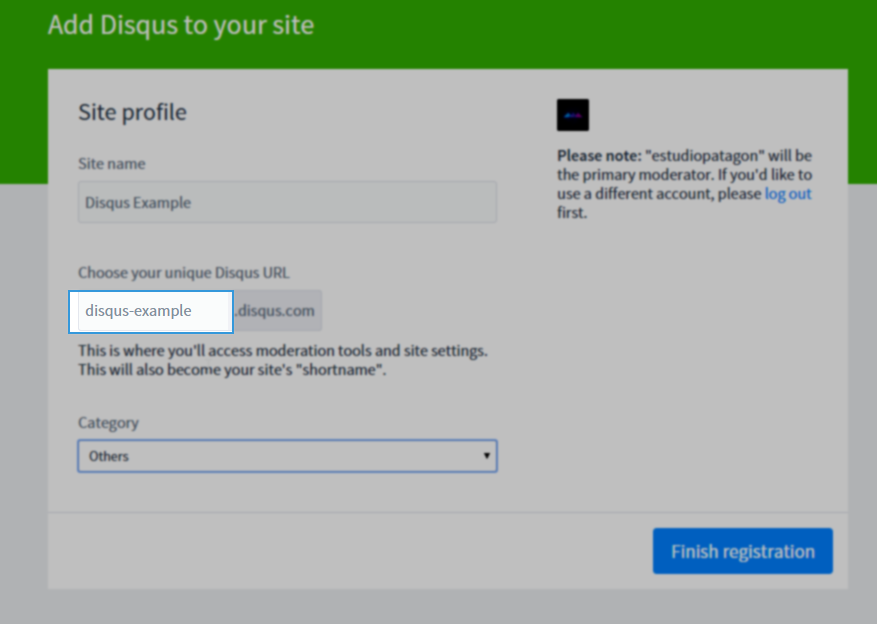 Add Disqus to your site
Site profile
Site name
Disqus Example
Choose your unique Disqus URL
disqus-example .disqus.com
This is where you'll access moderation tools and site settings.
This will also become your site's "shortname".
Category
Others
Please note: "estudiopatagon" will be
the primary moderator. If you'd like to
use a different account, please log out
first.
Finish registration